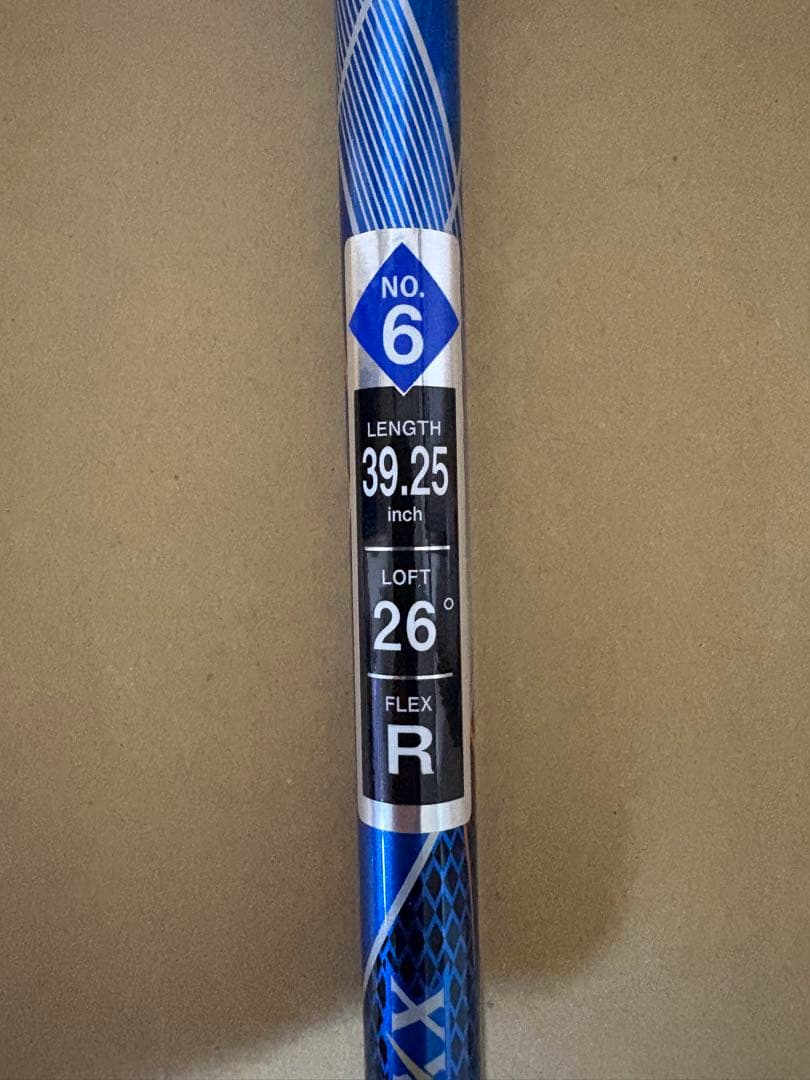 NO.
6
LENGTH
39.25
inch
LOFT
26°
FLEX
R
X